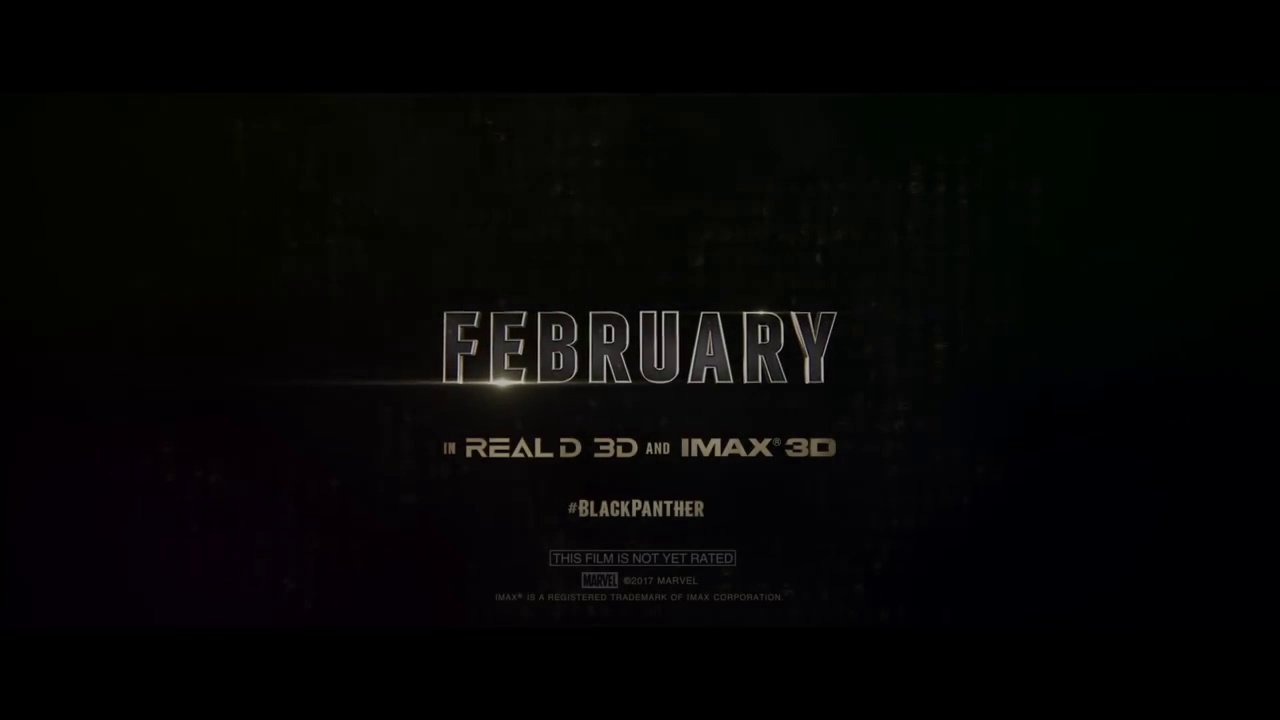 FEBRUARY
IN REAL D 3D AND IMAX® 3D
#BLACKPANTHER
THIS FILM IS NOT YET RATED
MARVEL ©2017 MARVEL
IMAX® IS A REGISTERED TRADEMARK OF IMAX CORPORATION.